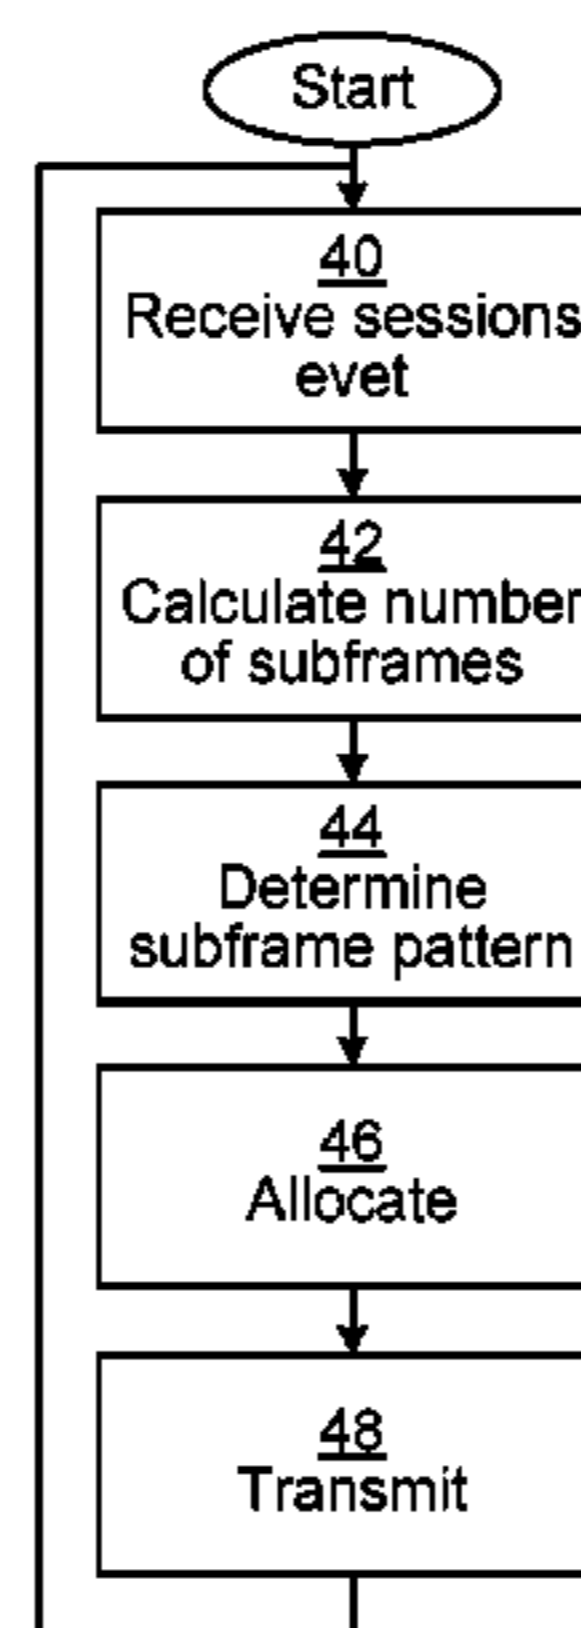 Start
40
Receive sessions
evet
42
Calculate number
of subframes
44
Determine
subframe pattern
46
Allocate
48
Transmit